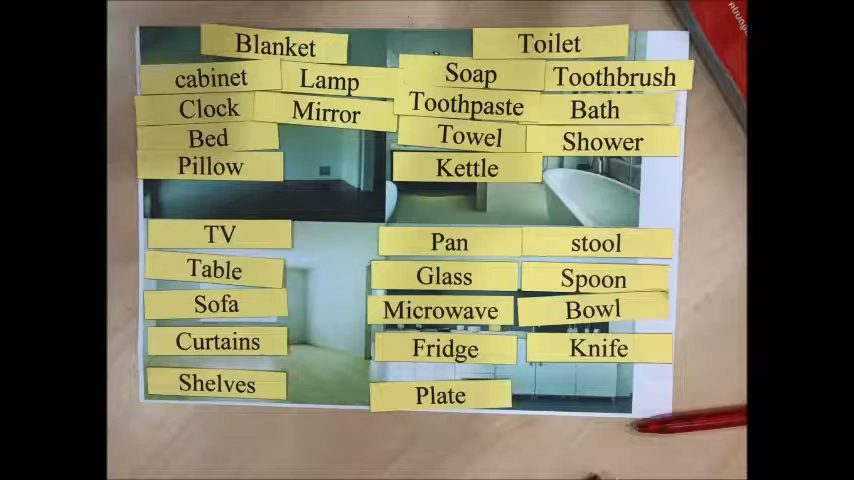 Blanket
cabinet Lamp
Clock Mirror
Bed
Pillow
Toilet
Soap Toothbrush
Toothpaste Bath
Towel Shower
Kettle
TV
Table
Sofa
Curtains
Shelves
Pan stool
Glass Spoon
Microwave Bowl
Fridge Knife
Plate